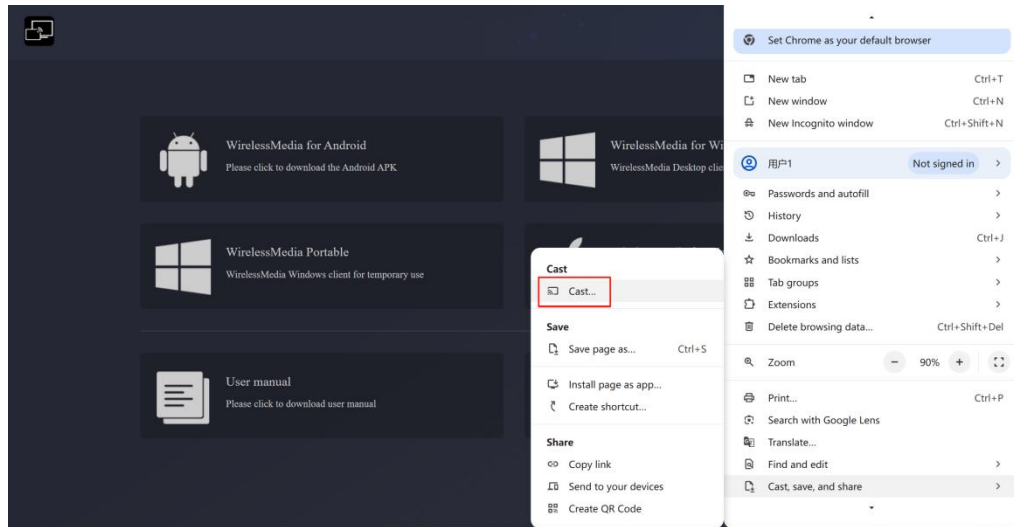 WirelessMedia for Android
Please click to download the Android APK
WirelessMedia for Wi
WirelessMedia Desktop clie
WirelessMedia Portable
WirelessMedia Windows client for temporary use
User manual
Please click to download user manual
Cast
Cast...
Save
Save page as... Ctrl+S
Install page as app...
Create shortcut...
Share
Copy link
Send to your devices
Create QR Code
Set Chrome as your default browser
New tab Ctrl+T
New window Ctrl+N
New Incognito window Ctrl+Shift+N
用户1 Not signed in
Passwords and autofill
History
Downloads Ctrl+J
Bookmarks and lists
Tab groups
Extensions
Delete browsing data... Ctrl+Shift+Del
Zoom − 90% +
Print... Ctrl+P
Search with Google Lens
Translate...
Find and edit
Cast, save, and share